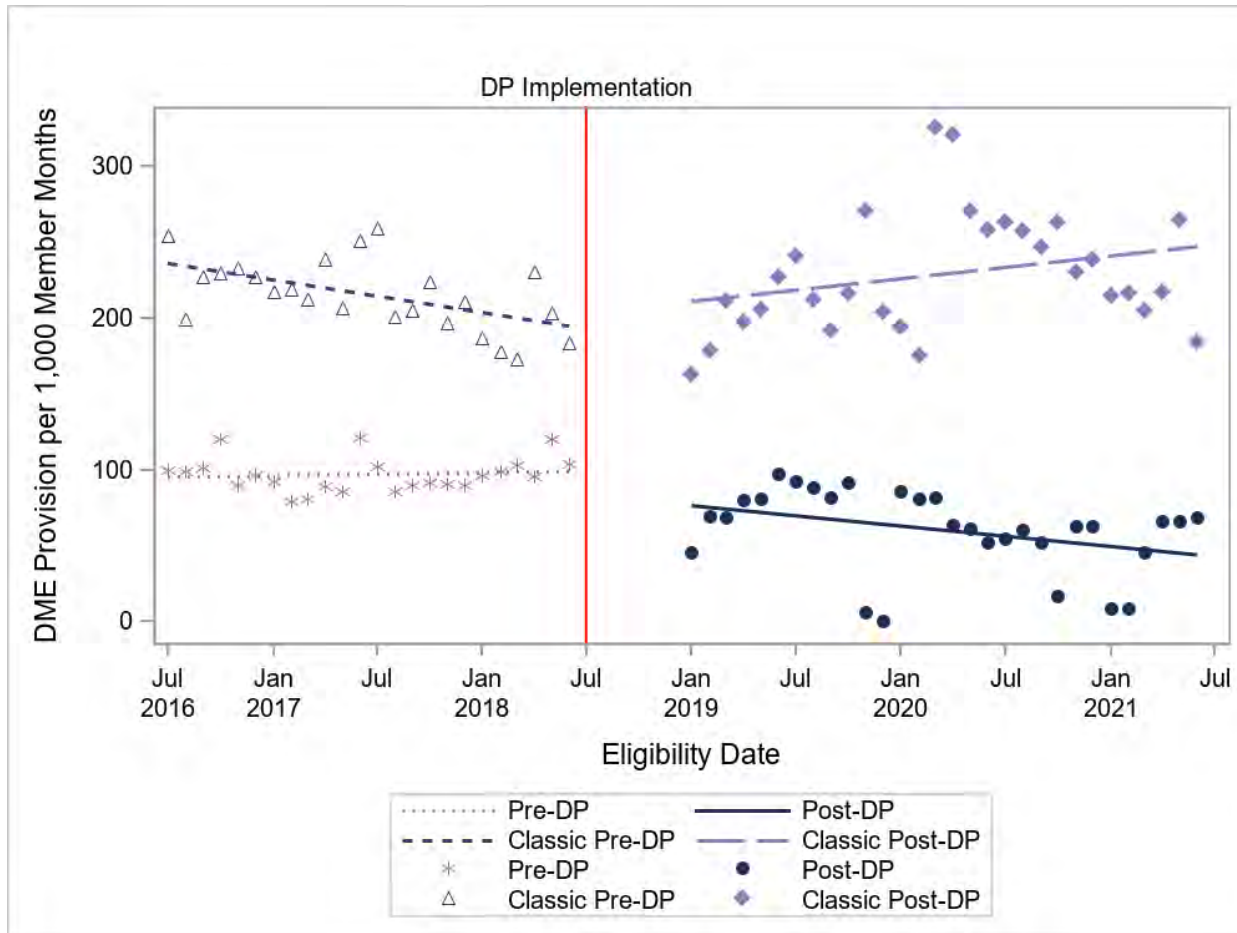 DP Implementation
DME Provision per 1,000 Member Months
300
200
100
0
Jul Jan Jul Jan Jul Jan Jul Jan Jul Jan Jul
2016 2017 2018 2019 2020 2021
Eligibility Date
Pre-DP Post-DP
Classic Pre-DP Classic Post-DP
Pre-DP Post-DP
Classic Pre-DP Classic Post-DP